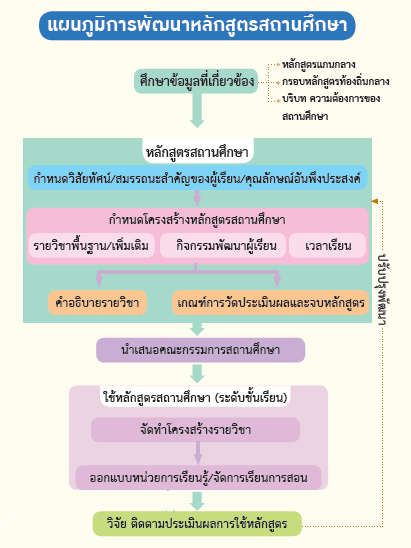 แผนภูมิการพัฒนาหลักสูตรสถานศึกษา
ศึกษาข้อมูลที่เกี่ยวข้อง
หลักสูตรแกนกลาง
กรอบหลักสูตรท้องถิ่นกลาง
บริบท ความต้องการของ
สถานศึกษา
หลักสูตรสถานศึกษา
กำหนดวิสัยทัศน์/สมรรถนะสำคัญของผู้เรียน/คุณลักษณ์อันพึงประสงค์
กำหนดโครงสร้างหลักสูตรสถานศึกษา
รายวิชาพื้นฐาน/เพิ่มเติม
กิจกรรมพัฒนาผู้เรียน
เวลาเรียน
คำอธิบายรายวิชา
เกณฑ์การวัดประเมินผลและจบหลักสูตร
ปรับปรุงพัฒนา
นำเสนอคณะกรรมการสถานศึกษา
ใช้หลักสูตรสถานศึกษา (ระดับชั้นเรียน)
จัดทำโครงสร้างรายวิชา
ออกแบบหน่วยการเรียนรู้/จัดการเรียนการสอน
วิจัย ติดตามประเมินผลการใช้หลักสูตร